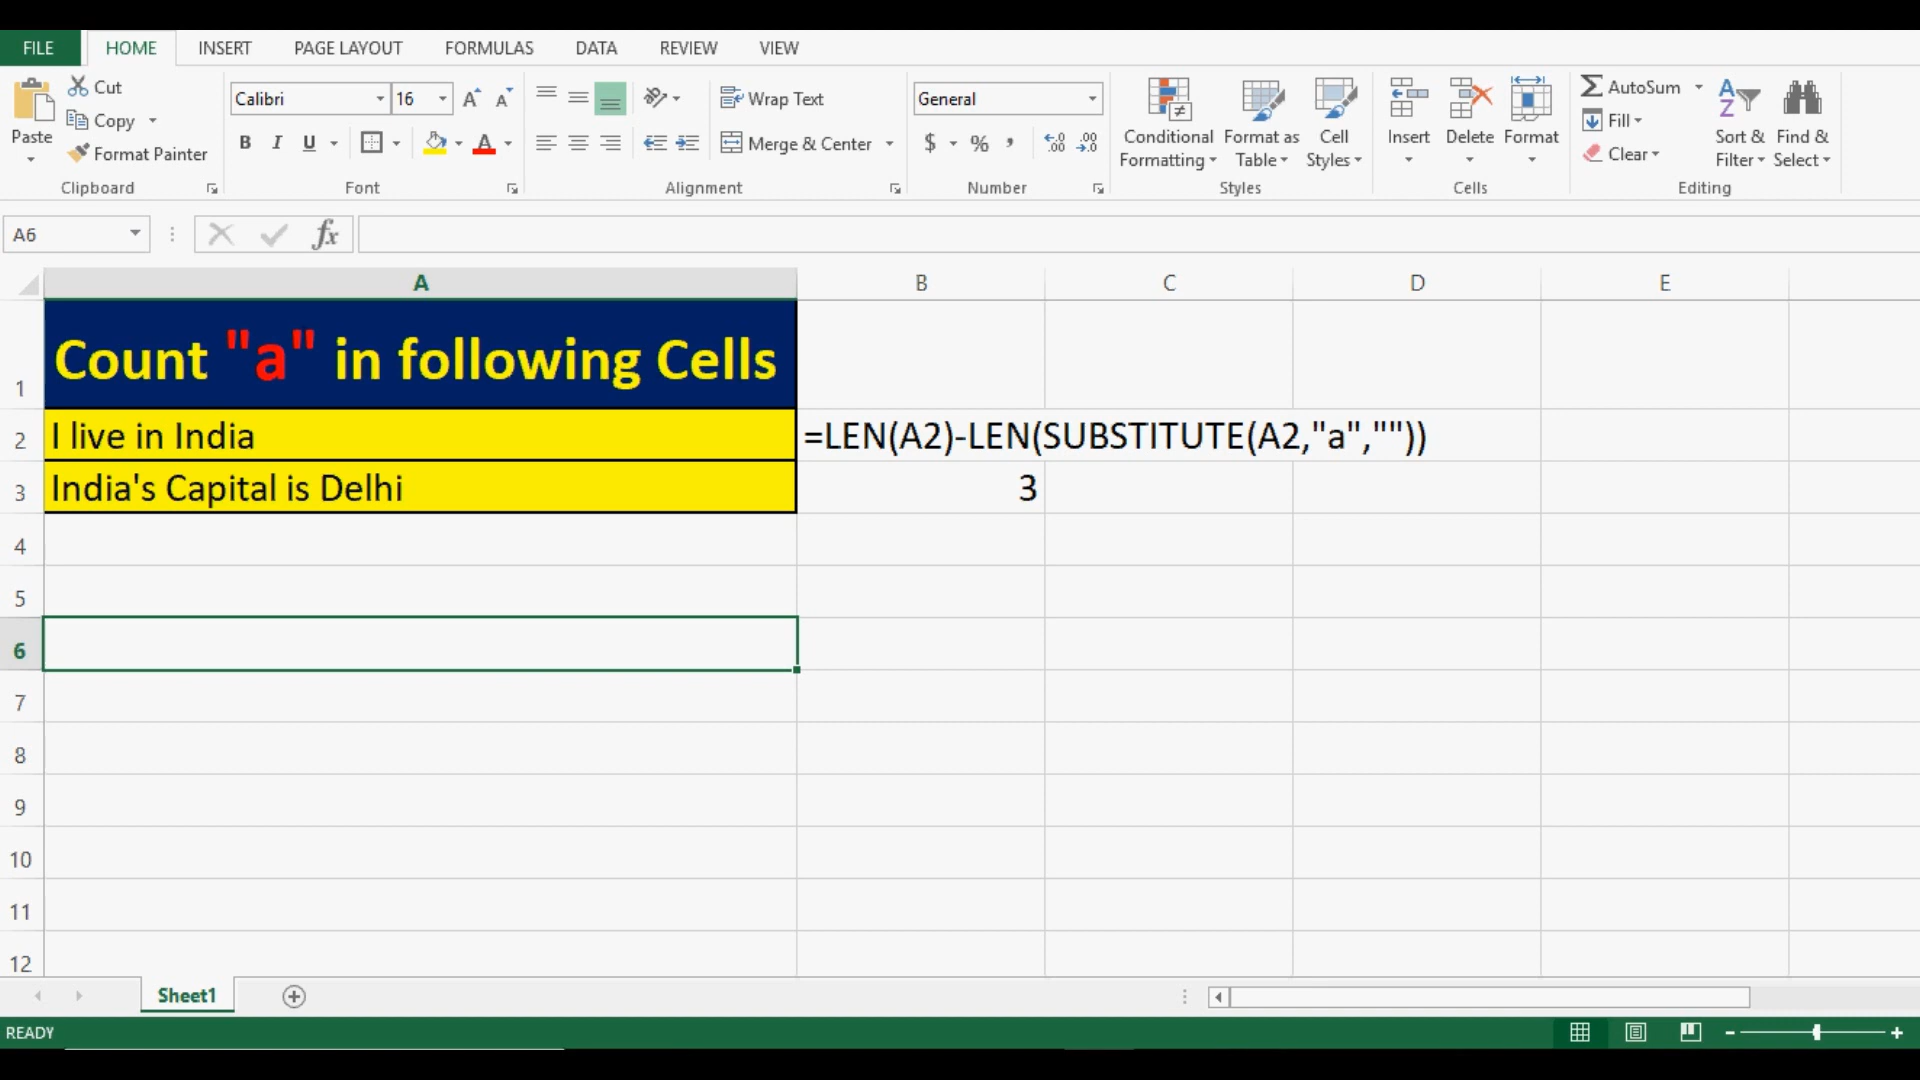 FILE HOME INSERT PAGE LAYOUT FORMULAS DATA REVIEW VIEW
Cut
Copy
Format Painter
Paste
Clipboard
Calibri 16
B I U A
Font
Wrap Text
Merge & Center
Alignment
General
$ % ,
Number
Conditional Formatting
Format as Table
Cell Styles
Styles
Insert Delete Format
Cells
AutoSum
Fill
Clear
Sort & Filter
Find & Select
Editing
A6 fx
A B C D E
1 Count "a" in following Cells
2 I live in India =LEN(A2)-LEN(SUBSTITUTE(A2,"a",""))
3 India's Capital is Delhi 3
4
5
6
7
8
9
10
11
12
Sheet1
READY